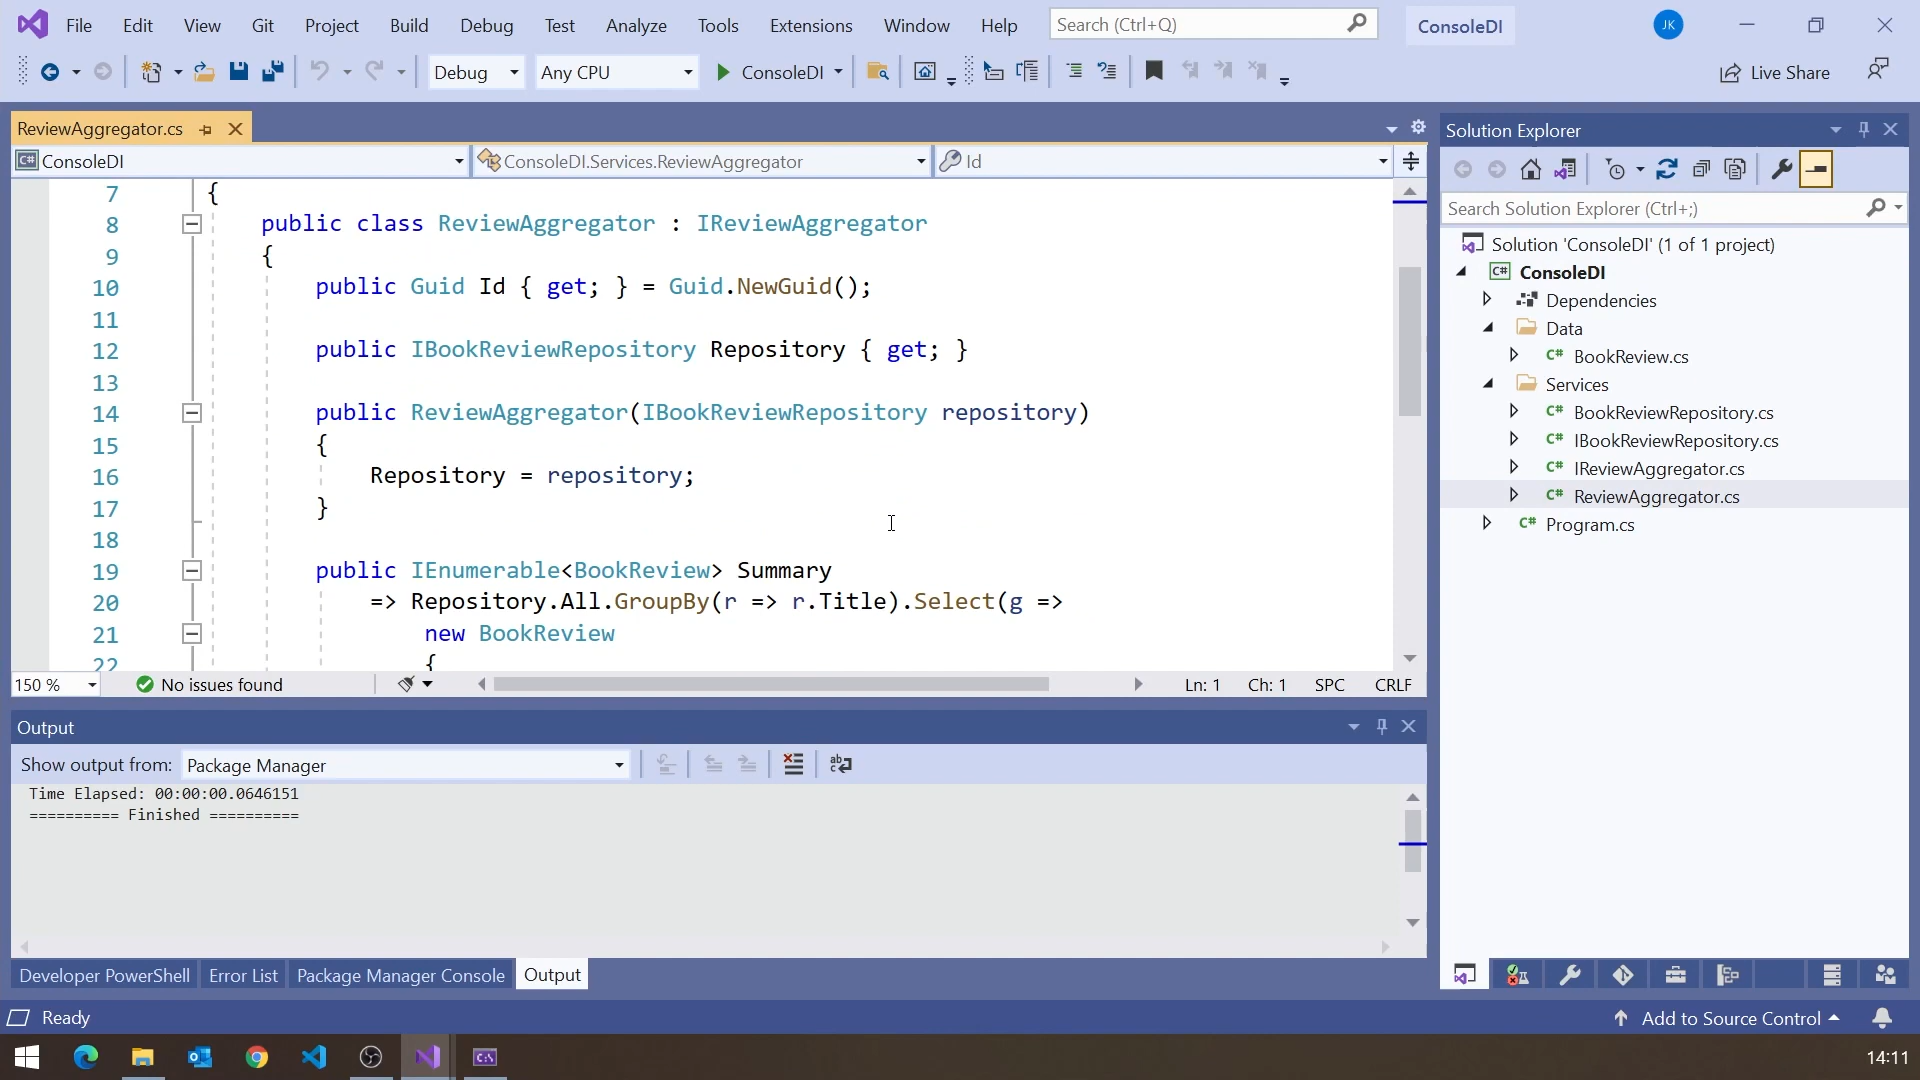 File Edit View Git Project Build Debug Test Analyze Tools Extensions Window Help Search (Ctrl+Q) ConsoleDI JK
Debug Any CPU ConsoleDI Live Share
ReviewAggregator.cs
ConsoleDI ConsoleDI.Services.ReviewAggregator Id
7 {
8 public class ReviewAggregator : IReviewAggregator
9 {
10 public Guid Id { get; } = Guid.NewGuid();
11
12 public IBookReviewRepository Repository { get; }
13
14 public ReviewAggregator(IBookReviewRepository repository)
15 {
16 Repository = repository;
17 }
18
19 public IEnumerable<BookReview> Summary
20 => Repository.All.GroupBy(r => r.Title).Select(g =>
21 new BookReview
22 {
150 % No issues found Ln: 1 Ch: 1 SPC CRLF
Output
Show output from: Package Manager
Time Elapsed: 00:00:00.0646151
========== Finished ==========
Developer PowerShell Error List Package Manager Console Output
Solution Explorer
Search Solution Explorer (Ctrl+;)
Solution 'ConsoleDI' (1 of 1 project)
C# ConsoleDI
Dependencies
Data
C# BookReview.cs
Services
C# BookReviewRepository.cs
C# IBookReviewRepository.cs
C# IReviewAggregator.cs
C# ReviewAggregator.cs
C# Program.cs
Ready Add to Source Control
14:11